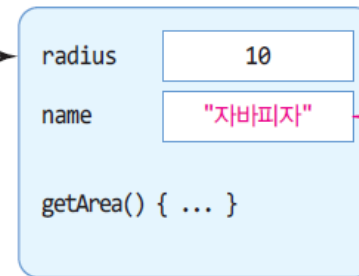 radius 10
name "자바피자"
getArea() { ... }